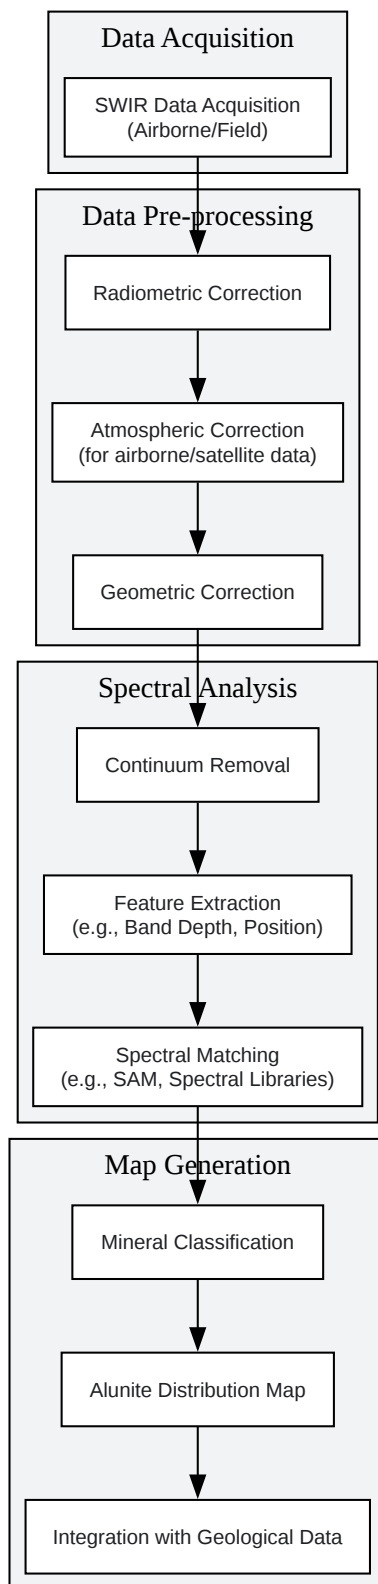 Data Acquisition
SWIR Data Acquisition
(Airborne/Field)
Data Pre-processing
Radiometric Correction
Atmospheric Correction
(for airborne/satellite data)
Geometric Correction
Spectral Analysis
Continuum Removal
Feature Extraction
(e.g., Band Depth, Position)
Spectral Matching
(e.g., SAM, Spectral Libraries)
Map Generation
Mineral Classification
Alunite Distribution Map
Integration with Geological Data